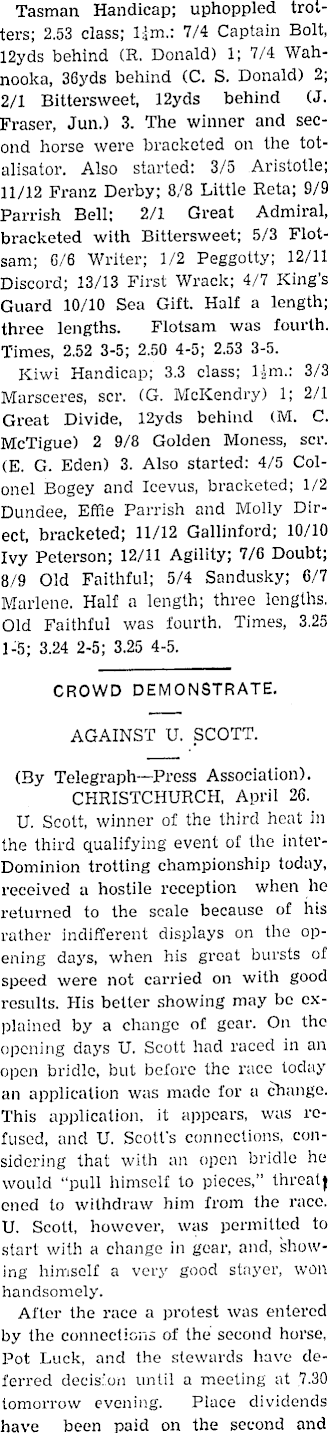 Tasman Handicap; uphoppled trot-
ters; 2.53 class; 1¼m.: 7/4 Captain Bolt,
12yds behind (R. Donald) 1; 7/4 Wah-
nooka, 36yds behind (C. S. Donald) 2;
2/1 Bittersweet, 12yds behind (J.
Fraser, Jun.) 3. The winner and sec-
ond horse were bracketed on the tot-
alisator. Also started: 3/5 Aristotle;
11/12 Franz Derby; 8/8 Little Reta; 9/9
Parrish Bell; 2/1 Great Admiral,
bracketed with Bittersweet; 5/3 Flot-
sam; 6/6 Writer; 1/2 Peggotty; 12/11
Discord; 13/13 First Wrack; 4/7 King's
Guard 10/10 Sea Gift. Half a length;
three lengths. Flotsam was fourth.
Times, 2.52 3-5; 2.50 4-5; 2.53 3-5.
Kiwi Handicap; 3.3 class; 1½m.: 3/3
Marsceres, scr. (G. McKendry) 1; 2/1
Great Divide, 12yds behind (M. C.
McTigue) 2 9/8 Golden Moness, scr.
(E. G. Eden) 3. Also started: 4/5 Col-
onel Bogey and Icevus, bracketed; 1/2
Dundee, Effie Parrish and Molly Dir-
ect, bracketed; 11/12 Gallinford; 10/10
Ivy Peterson; 12/11 Agility; 7/6 Doubt;
8/9 Old Faithful; 5/4 Sandusky; 6/7
Marlene. Half a length; three lengths.
Old Faithful was fourth. Times, 3.25
1-5; 3.24 2-5; 3.25 4-5.
CROWD DEMONSTRATE.
AGAINST U. SCOTT.
(By Telegraph—Press Association).
CHRISTCHURCH, April 26.
U. Scott, winner of the third heat in
the third qualifying event of the inter-
Dominion trotting championship today,
received a hostile reception when he
returned to the scale because of his
rather indifferent displays on the op-
ening days, when his great bursts of
speed were not carried on with good
results. His better showing may be ex-
plained by a change of gear. On the
opening days U. Scott had raced in an
open bridle, but before the race today
an application was made for a change.
This application, it appears, was re-
fused, and U. Scott's connections, con-
sidering that with an open bridle he
would "pull himself to pieces," threat
ened to withdraw him from the race.
U. Scott, however, was permitted to
start with a change in gear, and, show-
ing himself a very good stayer, won
handsomely.
After the race a protest was entered
by the connections of the second horse,
Pot Luck, and the stewards have de-
ferred decision until a meeting at 7.30
tomorrow evening. Place dividends
have been paid on the second and